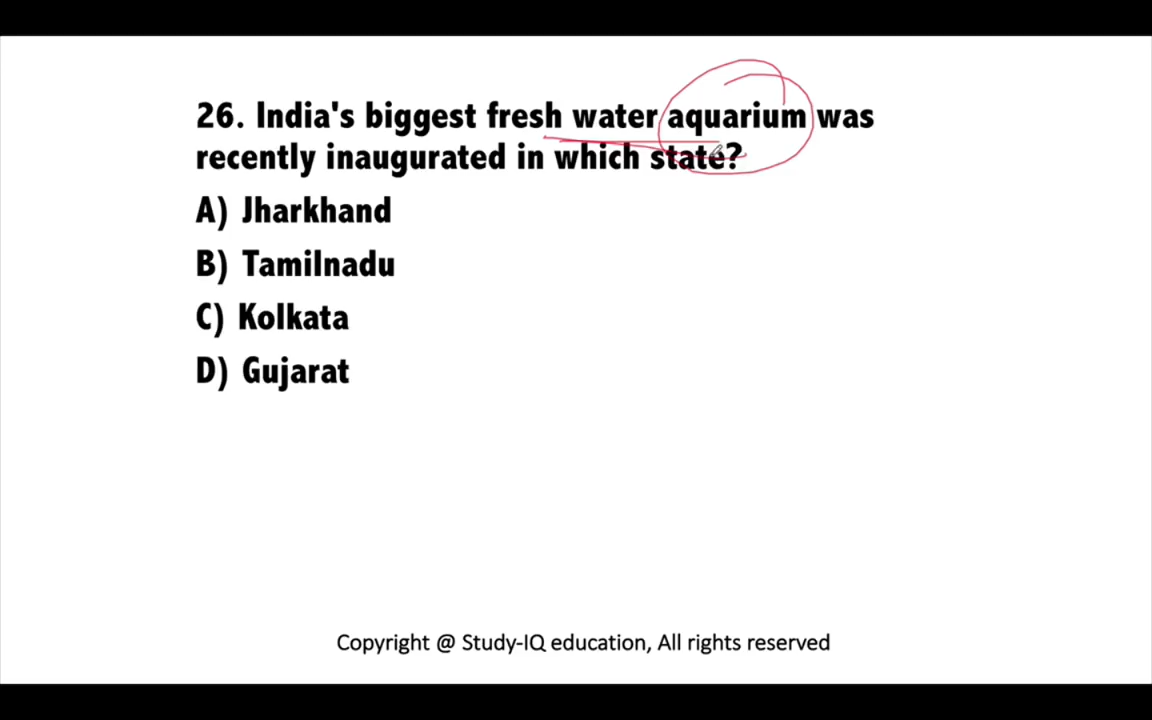 26. India's biggest fresh water aquarium was
recently inaugurated in which state?
A) Jharkhand
B) Tamilnadu
C) Kolkata
D) Gujarat
Copyright @ Study-IQ education, All rights reserved